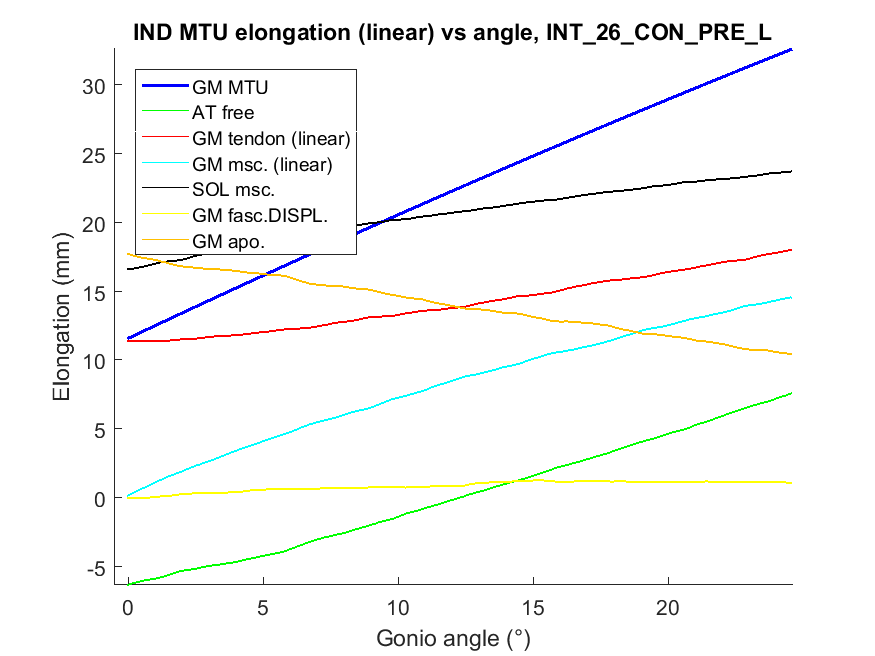 IND MTU elongation (linear) vs angle, INT_26_CON_PRE_L
GM MTU
AT free
GM tendon (linear)
GM msc. (linear)
SOL msc.
GM fasc.DISPL.
GM apo.
Elongation (mm)
30
25
20
15
10
5
0
-5
0
5
10
15
20
Gonio angle (°)